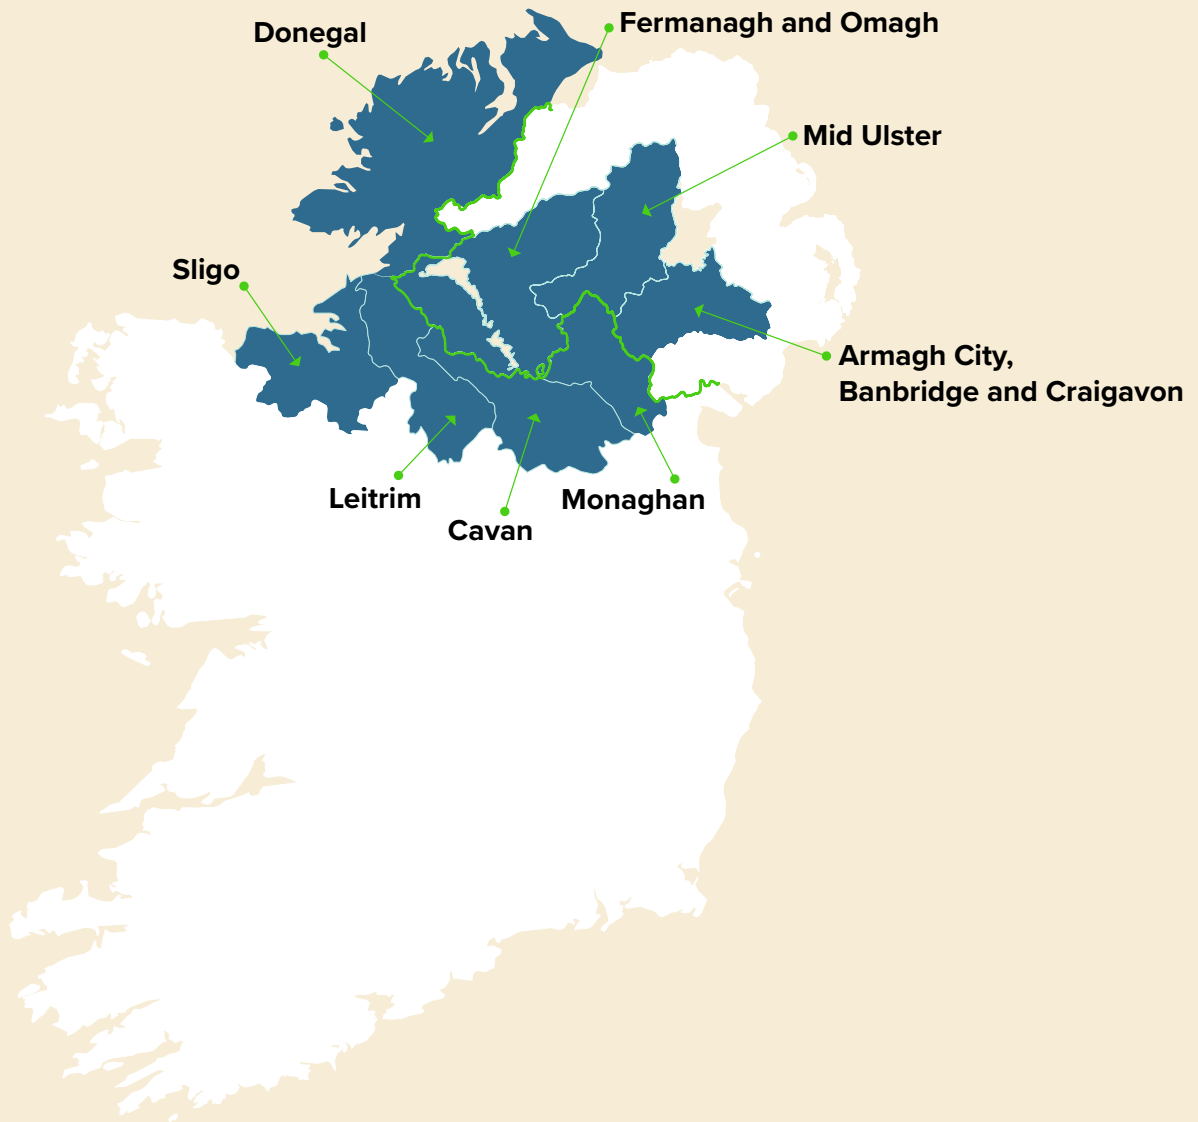 Donegal
Fermanagh and Omagh
Mid Ulster
Sligo
Armagh City,
Banbridge and Craigavon
Leitrim
Monaghan
Cavan